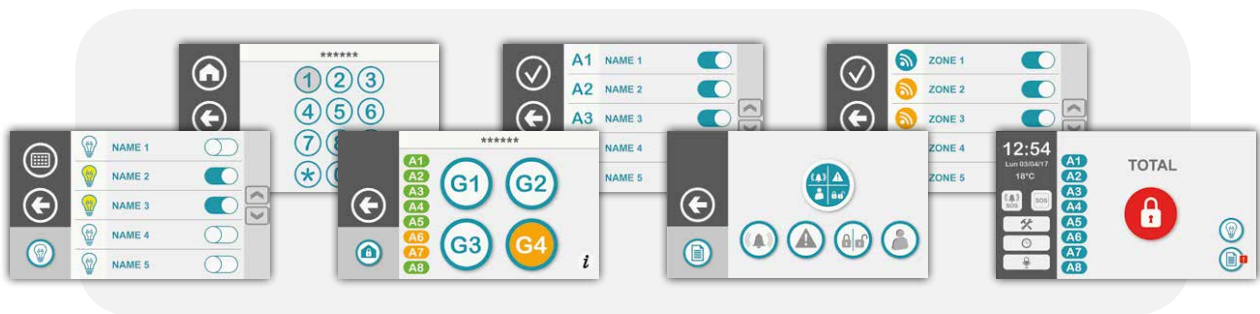 ******
1 2 3
4 5 6
7
*
A1 NAME 1
A2 NAME 2
A3 NAME 3
NAME 4
NAME 5
ZONE 1
ZONE 2
ZONE 3
ZONE 4
ZONE 5
NAME 1
NAME 2
NAME 3
NAME 4
NAME 5
******
A1
A2
A3
A4
A5
A6
A7
A8
G1 G2
G3 G4
i
12:54
Lun 03/04/17
18°C
SOS SOS
A1
A2
A3
A4
A5
A6
A7
A8
TOTAL